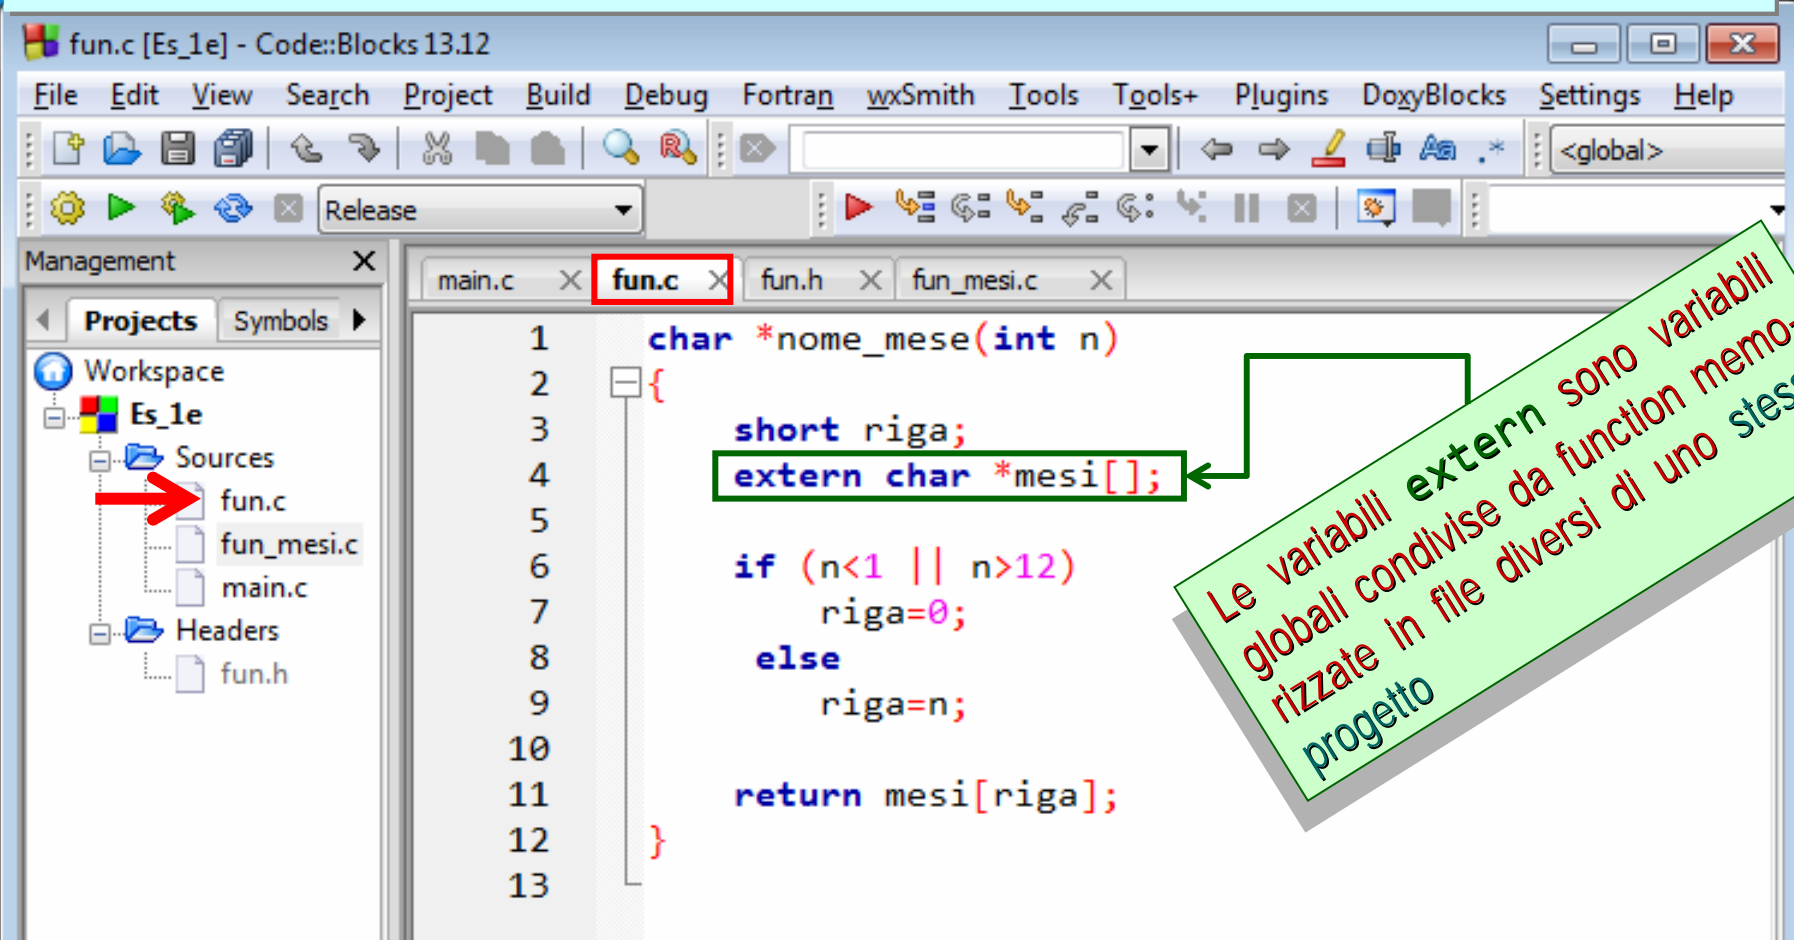 fun.c [Es_1e] - Code::Blocks 13.12
File Edit View Search Project Build Debug Fortran wxSmith Tools Tools+ Plugins DoxyBlocks Settings Help
<global>
Release
Management
Projects Symbols
main.c fun.c fun.h fun_mesi.c
Workspace
Es_1e
Sources
fun.c
fun_mesi.c
main.c
Headers
fun.h
1 char *nome_mese(int n)
2 {
3 short riga;
4 extern char *mesi[];
5
6 if (n<1 || n>12)
7 riga=0;
8 else
9 riga=n;
10
11 return mesi[riga];
12 }
13
Le variabili extern sono variabili
globali condivise da function memo-
rizzate in file diversi di uno
progetto